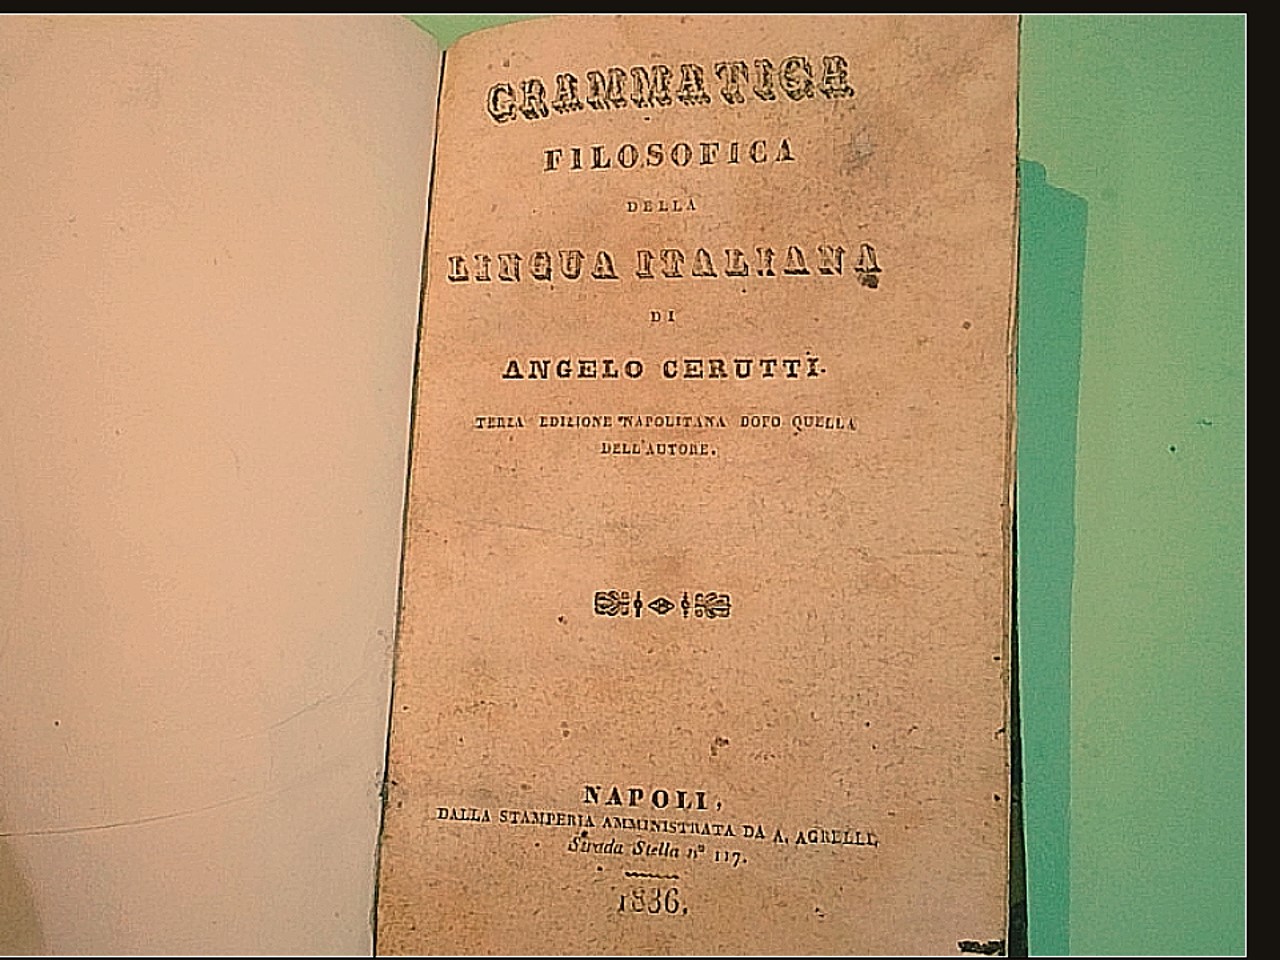 GRAMMATICA
FILOSOFICA
DELLA
LINGUA ITALIANA
DI
ANGELO CERUTTI.
TERZA EDIZIONE NAPOLITANA DOPO QUELLA
DELL'AUTORE.
NAPOLI,
DALLA STAMPERIA AMMINISTRATA DA A. AGRELLI,
Strada Stella nº 117.
1836.